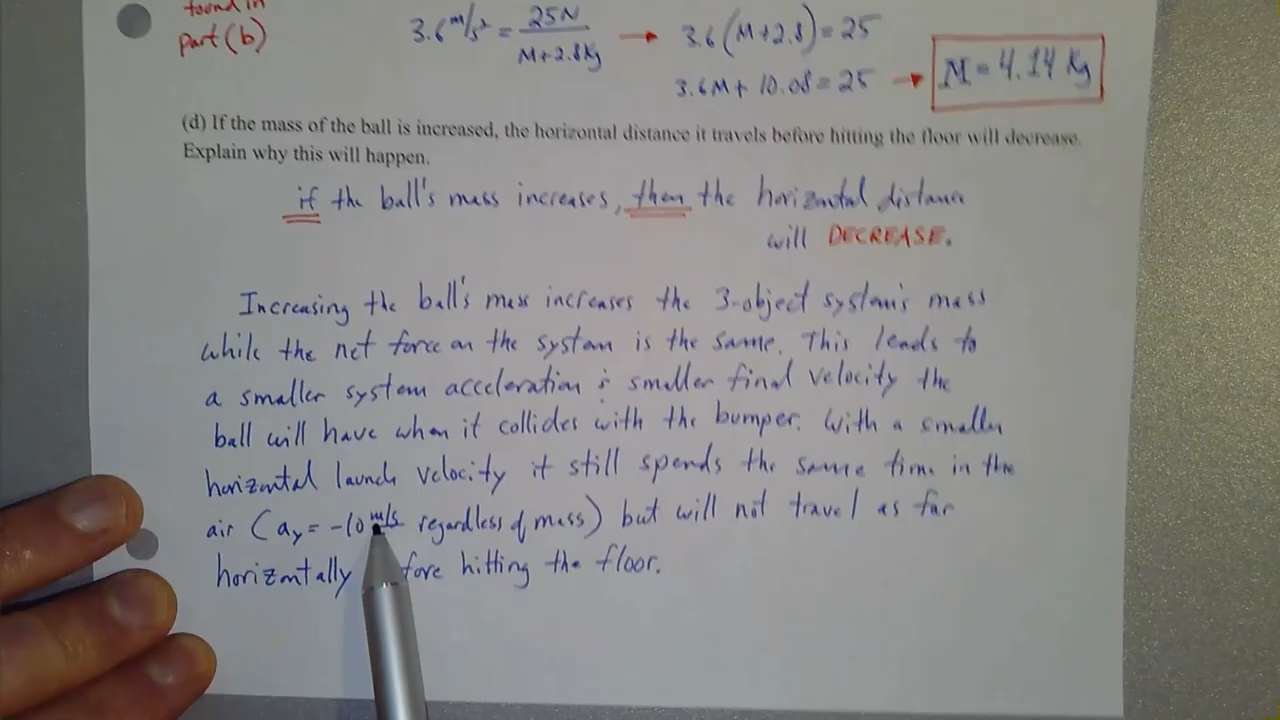 found in
part (b)
3.6 m/s² = 25N / M+2.8Kg → 3.6(M+2.8) = 25
3.6M + 10.08 = 25 → M = 4.14 Kg
(d) If the mass of the ball is increased, the horizontal distance it travels before hitting the floor will decrease.
Explain why this will happen.
if the ball's mass increases, then the horizontal distance
will DECREASE.
Increasing the ball's mass increases the 3-object system's mass
while the net force on the system is the same. This leads to
a smaller system acceleration & smaller final velocity the
ball will have when it collides with the bumper. With a smaller
horizontal launch velocity it still spends the same time in the
air (ay = -10 m/s regardless of mass) but will not travel as far
horizontally fore hitting the floor.